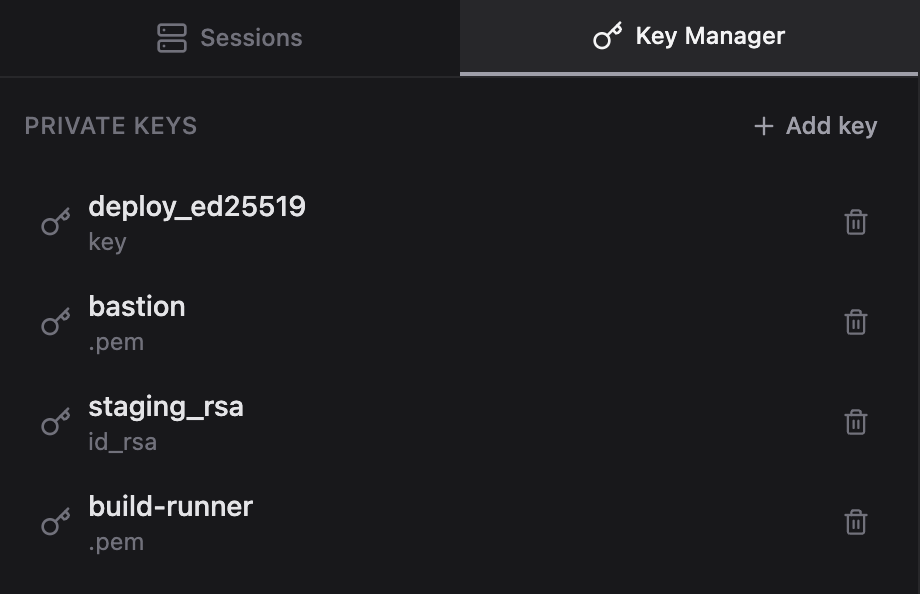 Sessions
Key Manager
PRIVATE KEYS
+ Add key
deploy_ed25519
key
bastion
.pem
staging_rsa
id_rsa
build-runner
.pem